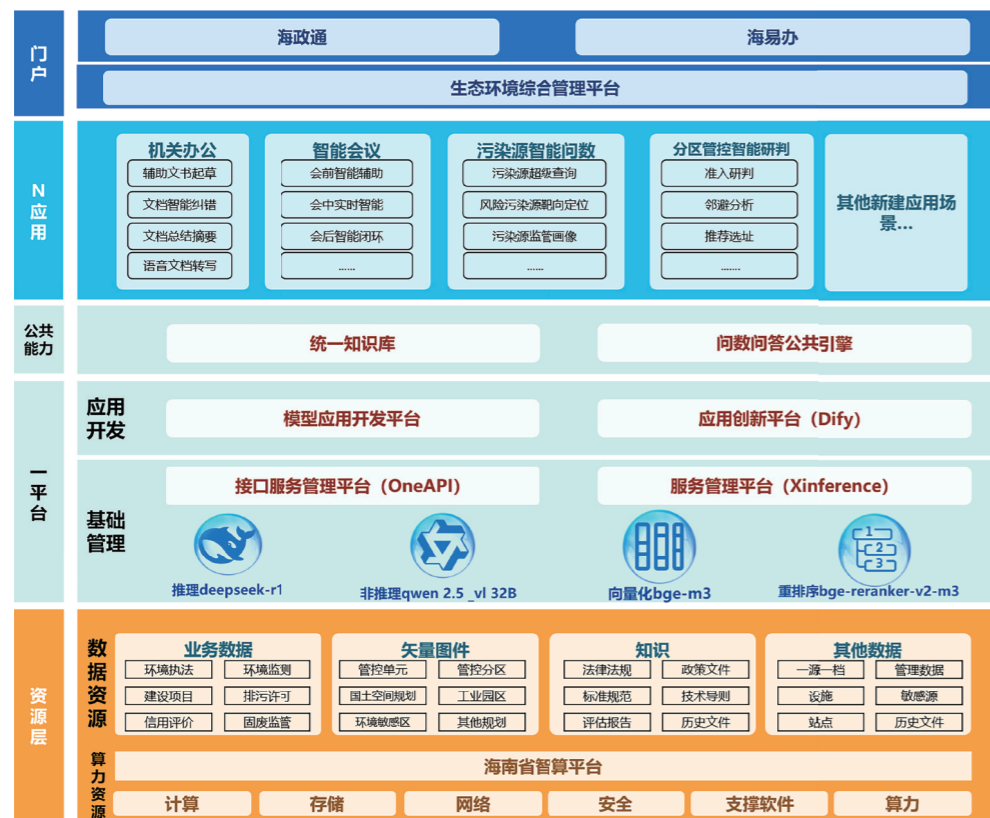 门户
海政通
海易办
生态环境综合管理平台
N应用
机关办公
辅助文书起草
文档智能纠错
文档总结摘要
语音文档转写
智能会议
会前智能辅助
会中实时智能
会后智能闭环
......
污染源智能问数
污染源超级查询
风险污染源靶向定位
污染源监管画像
......
分区管控智能研判
准入研判
邻避分析
推荐选址
.......
其他新建应用场
景...
公共
能力
统一知识库
问数问答公共引擎
一平台
应用
开发
模型应用开发平台
应用创新平台（Dify）
基础
管理
接口服务管理平台（OneAPI）
服务管理平台（Xinference）
推理deepseek-r1
非推理qwen 2.5 _vl 32B
向量化bge-m3
1
2
3
重排序bge-reranker-v2-m3
资源层
数据资源
业务数据
环境执法
环境监测
建设项目
排污许可
信用评价
固废监管
矢量图件
管控单元
管控分区
国土空间规划
工业园区
环境敏感区
其他规划
知识
法律法规
政策文件
标准规范
技术导则
评估报告
历史文件
其他数据
一源一档
管理数据
设施
敏感源
站点
历史文件
算力资源
海南省智算平台
计算
存储
网络
安全
支撑软件
算力